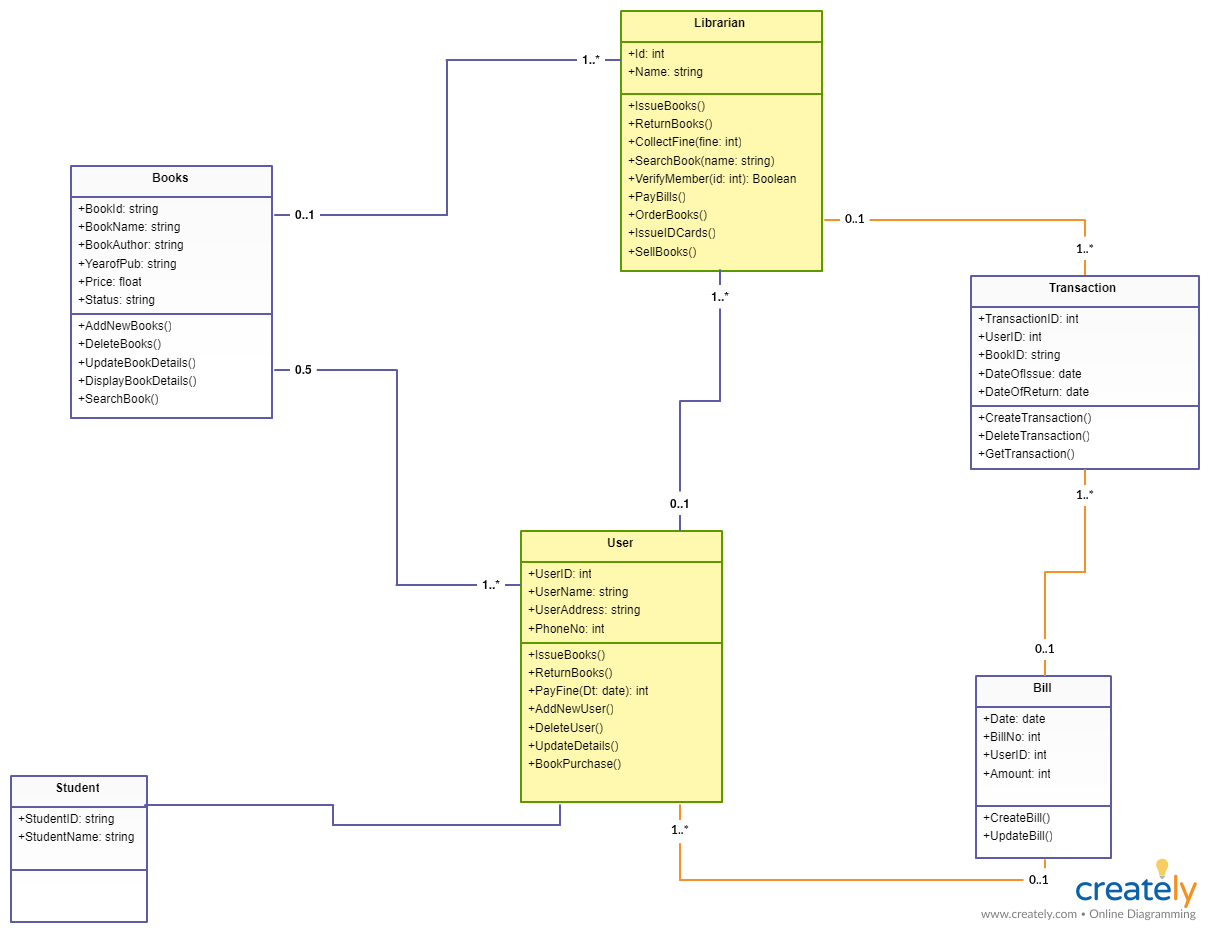 Librarian
+Id: int
+Name: string
+IssueBooks()
+ReturnBooks()
+CollectFine(fine: int)
+SearchBook(name: string)
+VerifyMember(id: int): Boolean
+PayBills()
+OrderBooks()
+IssueIDCards()
+SellBooks()
1..*
0..1
1..*
Books
+BookId: string
+BookName: string
+BookAuthor: string
+YearofPub: string
+Price: float
+Status: string
+AddNewBooks()
+DeleteBooks()
+UpdateBookDetails()
+DisplayBookDetails()
+SearchBook()
0..1
0.5
Transaction
+TransactionID: int
+UserID: int
+BookID: string
+DateOfIssue: date
+DateOfReturn: date
+CreateTransaction()
+DeleteTransaction()
+GetTransaction()
1..*
1..*
0..1
User
+UserID: int
+UserName: string
+UserAddress: string
+PhoneNo: int
+IssueBooks()
+ReturnBooks()
+PayFine(Dt: date): int
+AddNewUser()
+DeleteUser()
+UpdateDetails()
+BookPurchase()
1..*
1..*
0..1
Bill
+Date: date
+BillNo: int
+UserID: int
+Amount: int
+CreateBill()
+UpdateBill()
0..1
Student
+StudentID: string
+StudentName: string
creately
www.creately.com • Online Diagramming